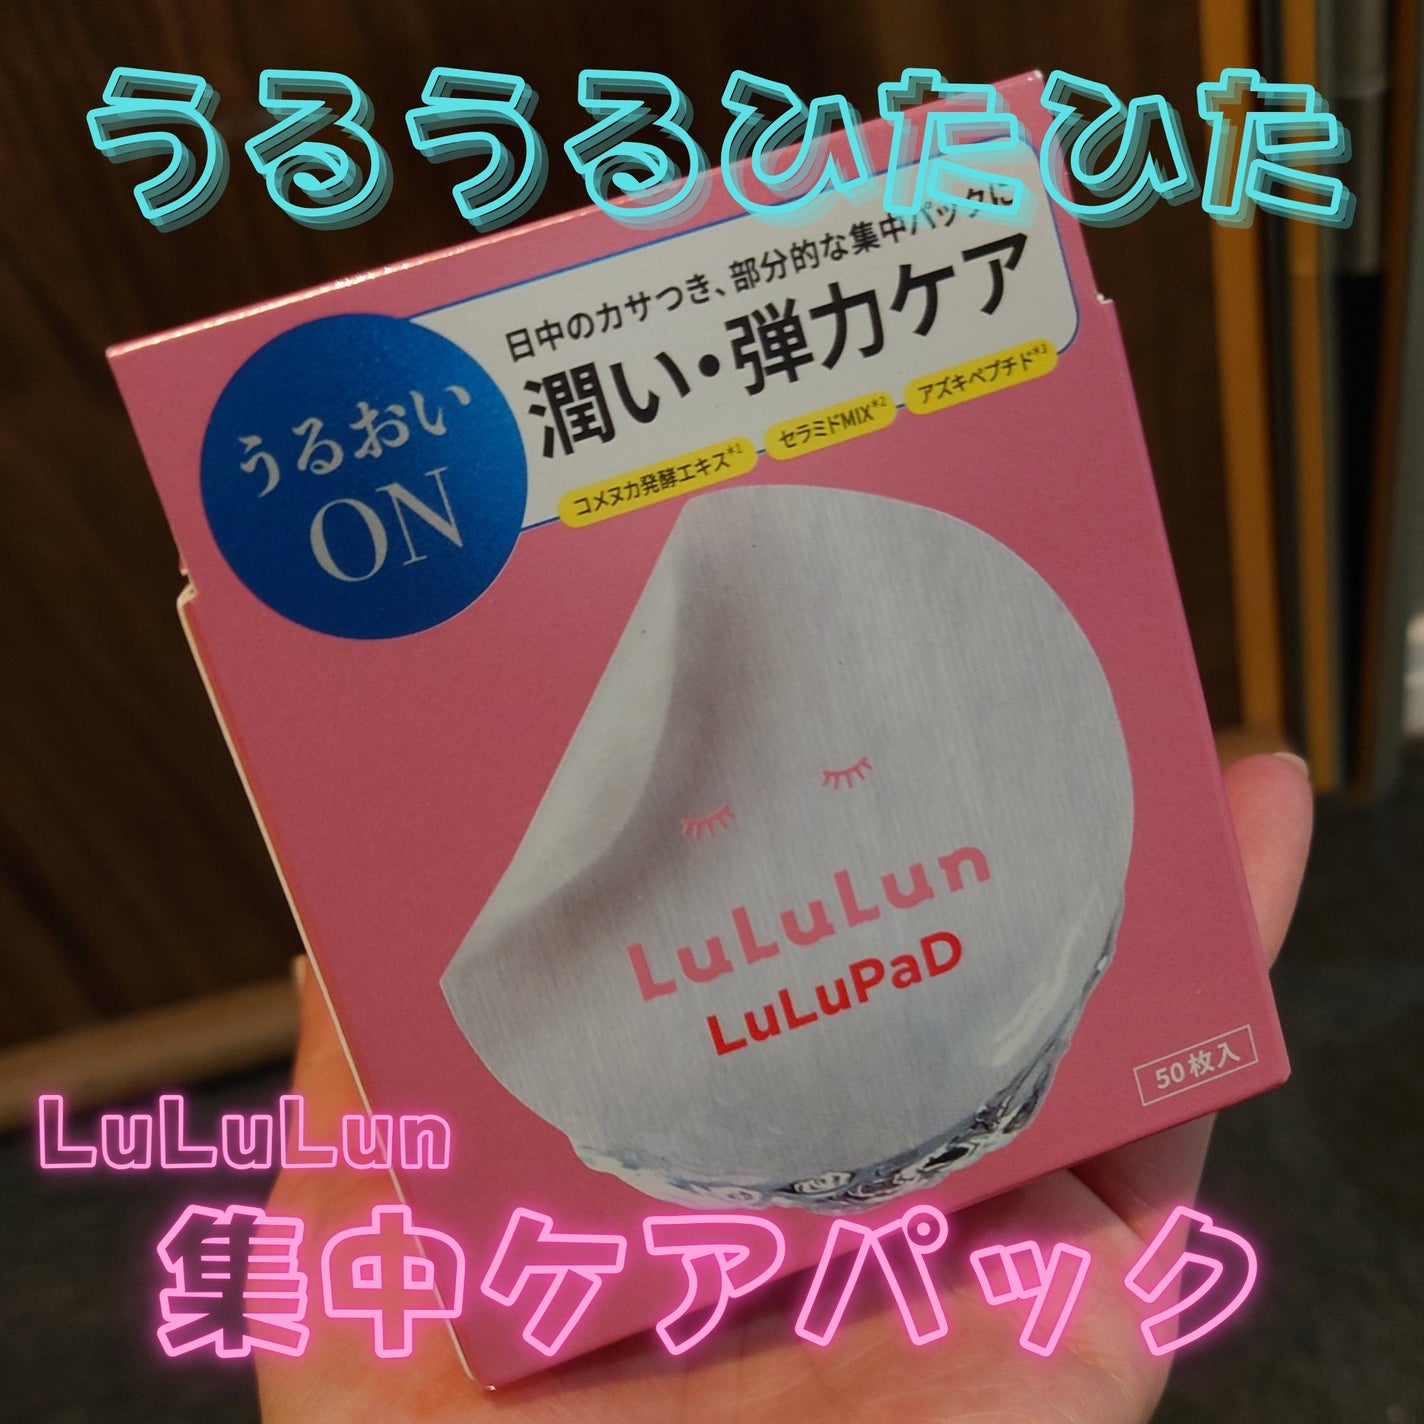 うるうるひたひた
日中のカサつき、部分的な集中パックに
潤い・弾力ケア
コメヌカ発酵エキス*1 セラミドMIX*2 アズキペプチド*3
うるおい
ON
LuLuLun
LuLuPaD
50枚入
LuLuLun
集中ケアパック